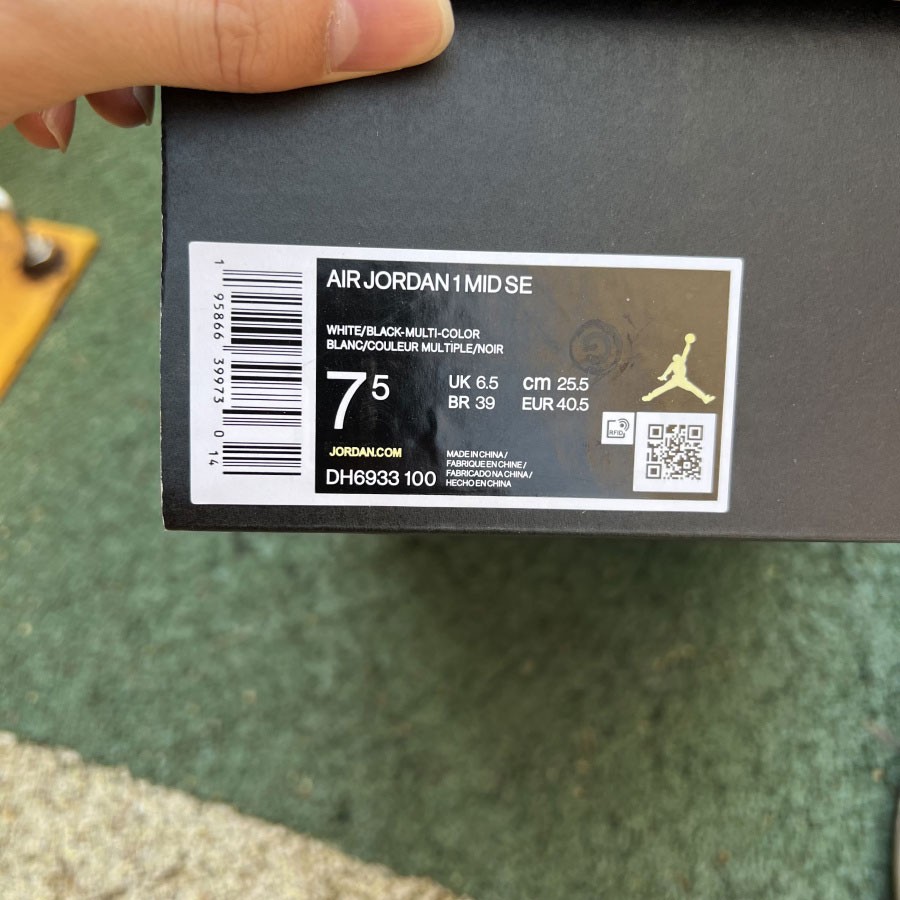 1 95866 39973 0 14
AIR JORDAN 1 MID SE
WHITE/BLACK-MULTI-COLOR
BLANC/COULEUR MULTIPLE/NOIR
7 5
UK 6.5 cm 25.5
BR 39 EUR 40.5
JORDAN.COM
DH6933 100
MADE IN CHINA /
FABRIQUE EN CHINE /
FABRICADO NA CHINA /
HECHO EN CHINA
RFID